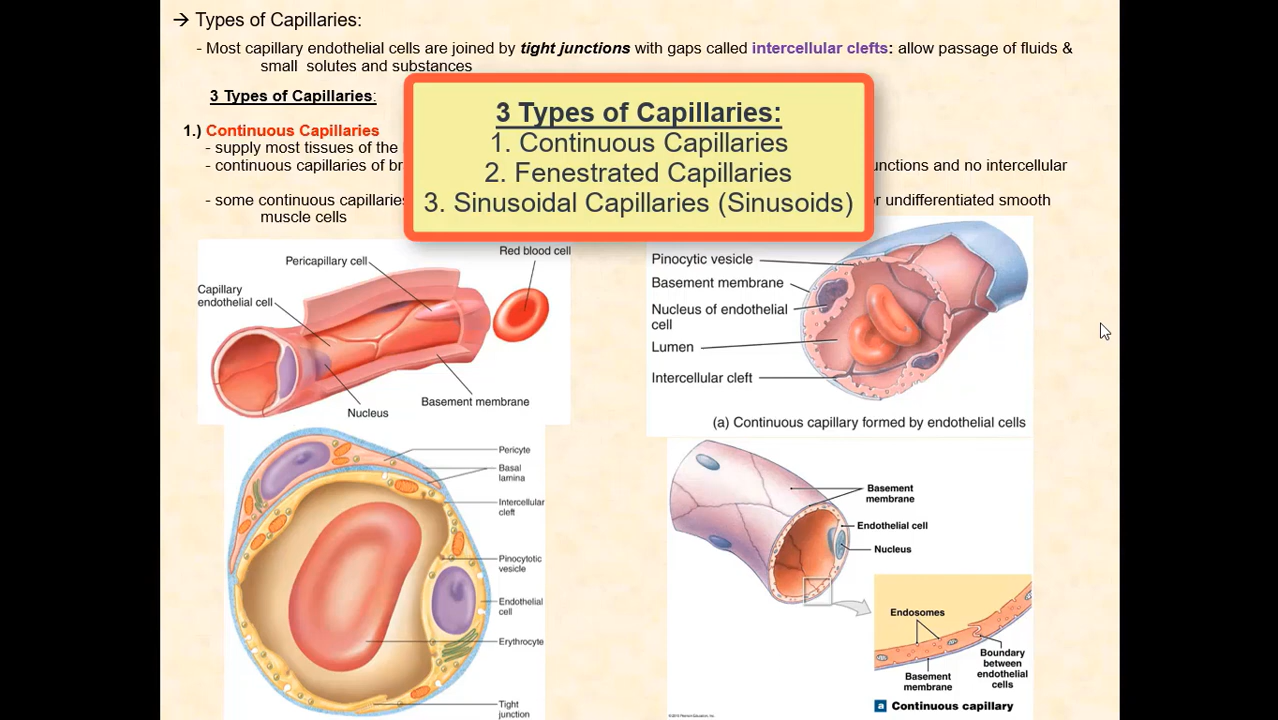 → Types of Capillaries:
- Most capillary endothelial cells are joined by tight junctions with gaps called intercellular clefts: allow passage of fluids &
small solutes and substances
3 Types of Capillaries:
3 Types of Capillaries:
1. Continuous Capillaries
2. Fenestrated Capillaries
3. Sinusoidal Capillaries (Sinusoids)
1.) Continuous Capillaries
- supply most tissues of the
- continuous capillaries of br
unctions and no intercellular
- some continuous capillaries
or undifferentiated smooth
muscle cells
Red blood cell
Pericapillary cell
Capillary
endothelial cell
Nucleus
Basement membrane
Pinocytic vesicle
Basement membrane
Nucleus of endothelial
cell
Lumen
Intercellular cleft
(a) Continuous capillary formed by endothelial cells
Pericyte
Basal
lamina
Intercellular
cleft
Pinocytotic
vesicle
Endothelial
cell
Erythrocyte
Tight
junction
Basement
membrane
Endothelial cell
Nucleus
Endosomes
Boundary
between
endothelial
cells
Basement
membrane
a Continuous capillary